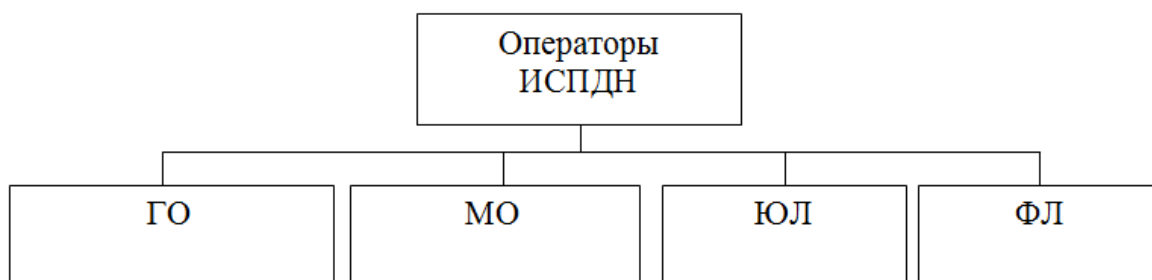 Операторы
ИСПДН
ГО
МО
ЮЛ
ФЛ